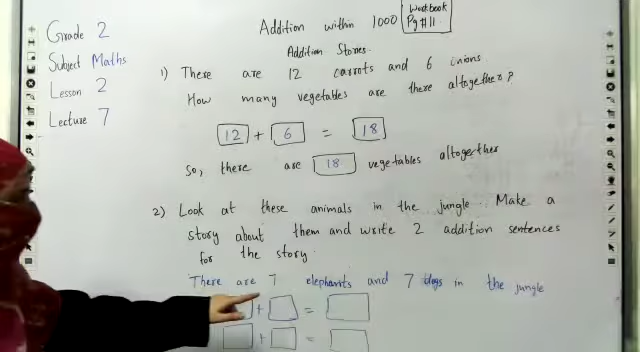 Grade 2
Subject Maths
Lesson 2
Lecture 7
Addition within 1000
Workbook
Pg #11
Addition Stories.
1) There are 12 carrots and 6 inions.
How many vegetables are there altogether?
12 + 6 = 18
So, there are 18 vegetables altogether
2) Look at these animals in the jungle. Make a
story about them and write 2 addition sentences
for the story.
There are 7 elephants and 7 dogs in the jungle
+ =
+ =